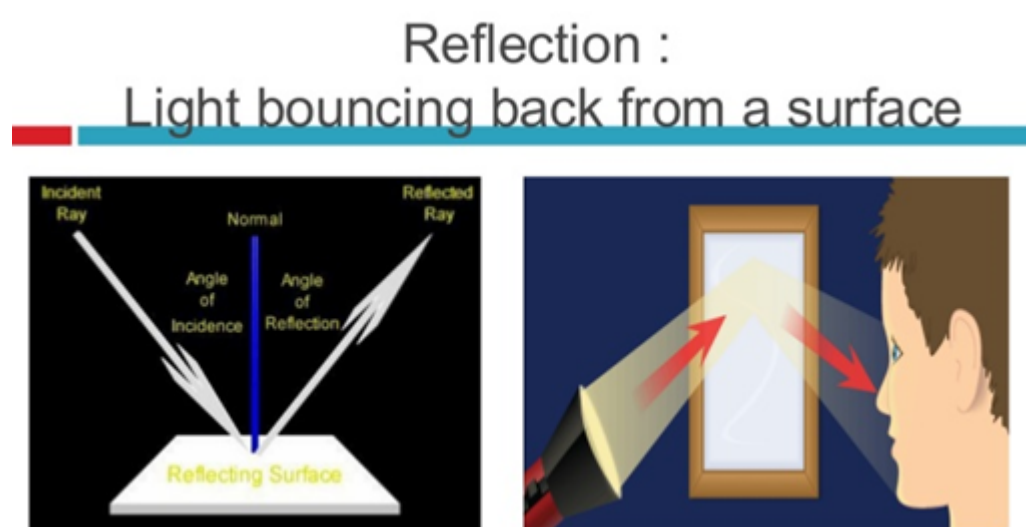 Reflection :
Light bouncing back from a surface
Incident
Ray
Normal
Reflected
Ray
Angle
of
Incidence
Angle
of
Reflection
Reflecting Surface